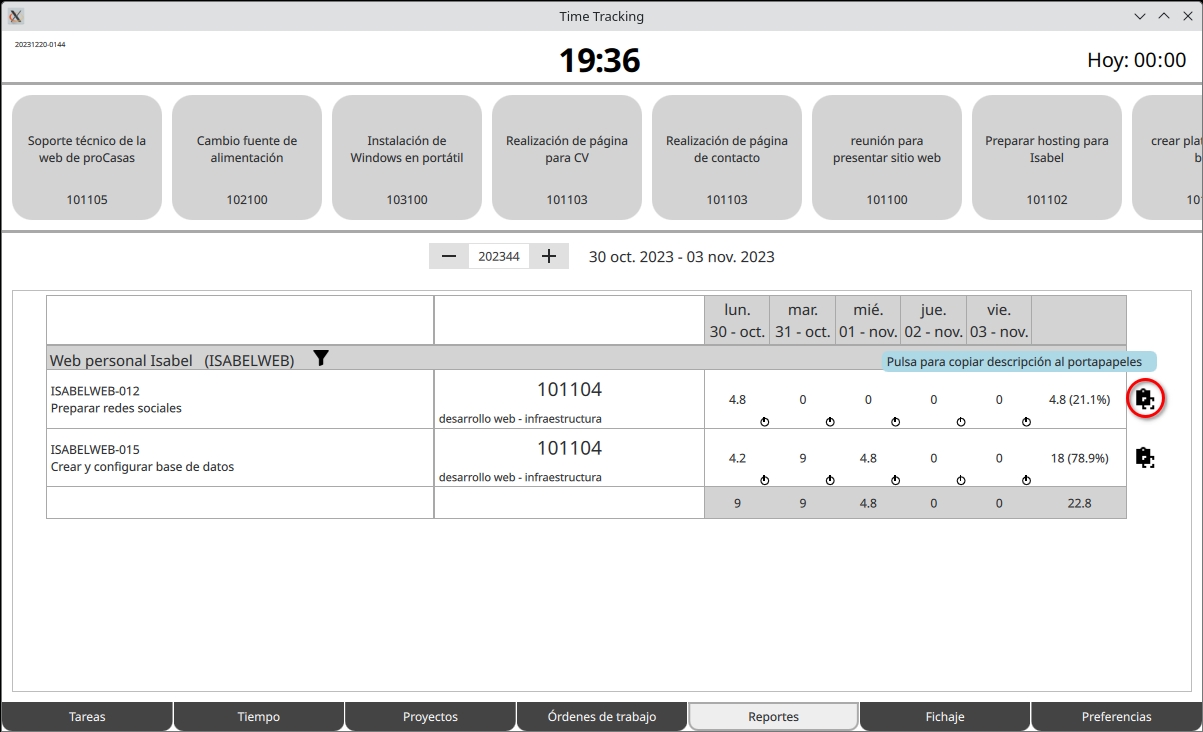 Time Tracking
20231220-0144
19:36
Hoy: 00:00
Soporte técnico de la
web de proCasas
101105
Cambio fuente de
alimentación
102100
Instalación de
Windows en portátil
103100
Realización de página
para CV
101103
Realización de página
de contacto
101103
reunión para
presentar sitio web
101100
Preparar hosting para
Isabel
101102
crear
202344
30 oct. 2023 - 03 nov. 2023
lun. mar. mié. jue. vie.
30 - oct. 31 - oct. 01 - nov. 02 - nov. 03 - nov.
Web personal Isabel (ISABELWEB)
Pulsa para copiar descripción al portapapeles
ISABELWEB-012
Preparar redes sociales
101104
desarrollo web - infraestructura
4.8 0 0 0 0 4.8 (21.1%)
ISABELWEB-015
Crear y configurar base de datos
101104
desarrollo web - infraestructura
4.2 9 4.8 0 0 18 (78.9%)
9 9 4.8 0 0 22.8
Tareas Tiempo Proyectos Órdenes de trabajo Reportes Fichaje Preferencias